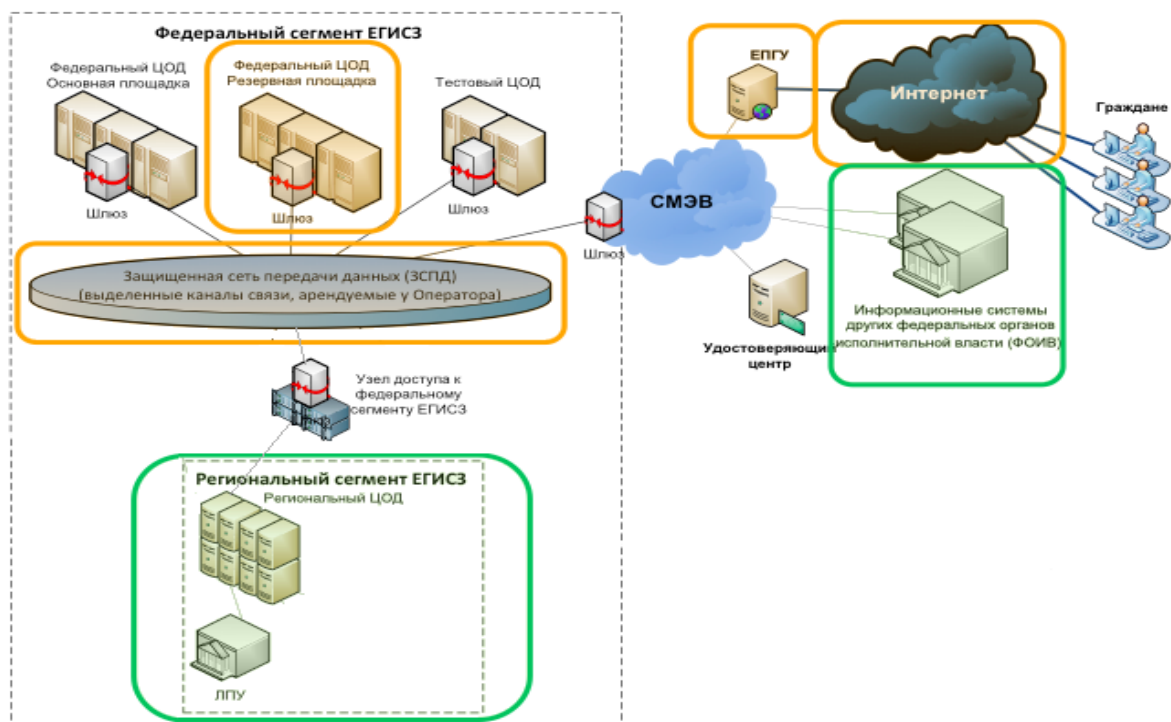 Федеральный сегмент ЕГИСЗ
Федеральный ЦОД
Основная площадка
Шлюз
Федеральный ЦОД
Резервная площадка
Шлюз
Тестовый ЦОД
Шлюз
Защищенная сеть передачи данных (ЗСПД)
(выделенные каналы связи, арендуемые у Оператора)
Узел доступа к
федеральному
сегменту ЕГИСЗ
Региональный сегмент ЕГИСЗ
Региональный ЦОД
ЛПУ
Шлюз
СМЭВ
ЕПГУ
Интернет
Граждане
Удостоверяющий
центр
Информационные системы
других федеральных органов
исполнительной власти (ФОИВ)